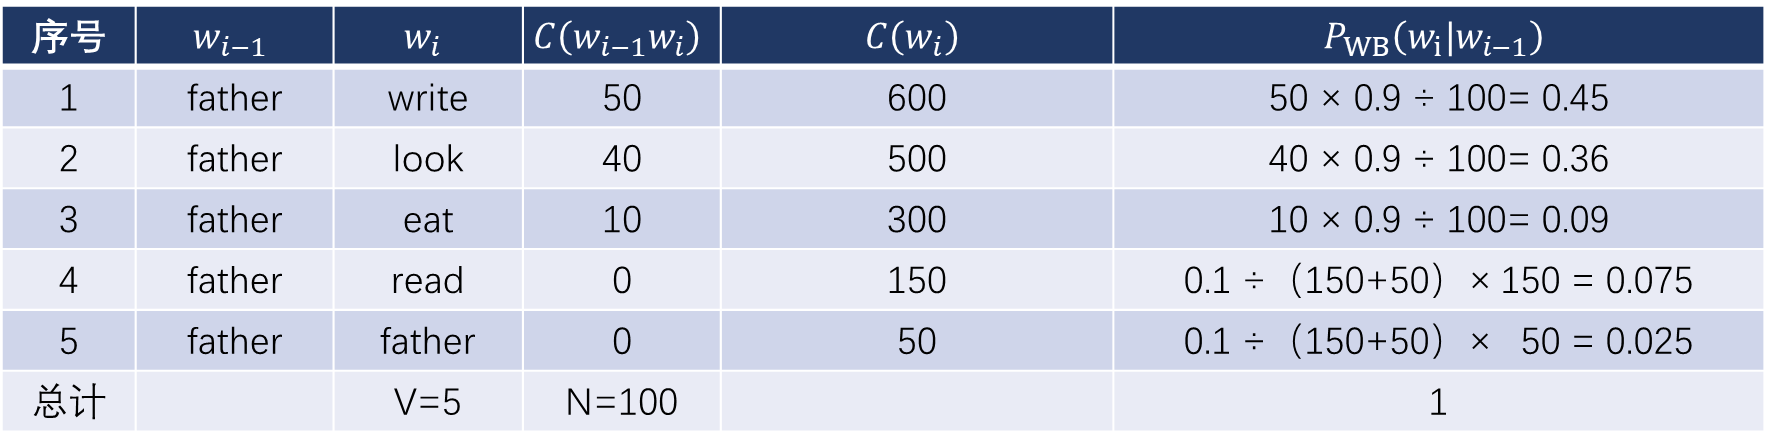 序号 w_{i−1} w_i C(w_{i−1}w_i) C(w_i) P_{WB}(w_i|w_{i−1})
1 father write 50 600 50 × 0.9 ÷ 100= 0.45
2 father look 40 500 40 × 0.9 ÷ 100= 0.36
3 father eat 10 300 10 × 0.9 ÷ 100= 0.09
4 father read 0 150 0.1 ÷（150+50）× 150 = 0.075
5 father father 0 50 0.1 ÷（150+50）× 50 = 0.025
总计 V=5 N=100 1